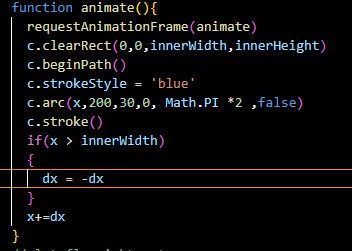 function animate(){
requestAnimationFrame(animate)
c.clearRect(0,0,innerWidth,innerHeight)
c.beginPath()
c.strokeStyle = 'blue'
c.arc(x,200,30,0, Math.PI *2 ,false)
c.stroke()
if(x > innerWidth)
{
dx = -dx
}
x+=dx
}